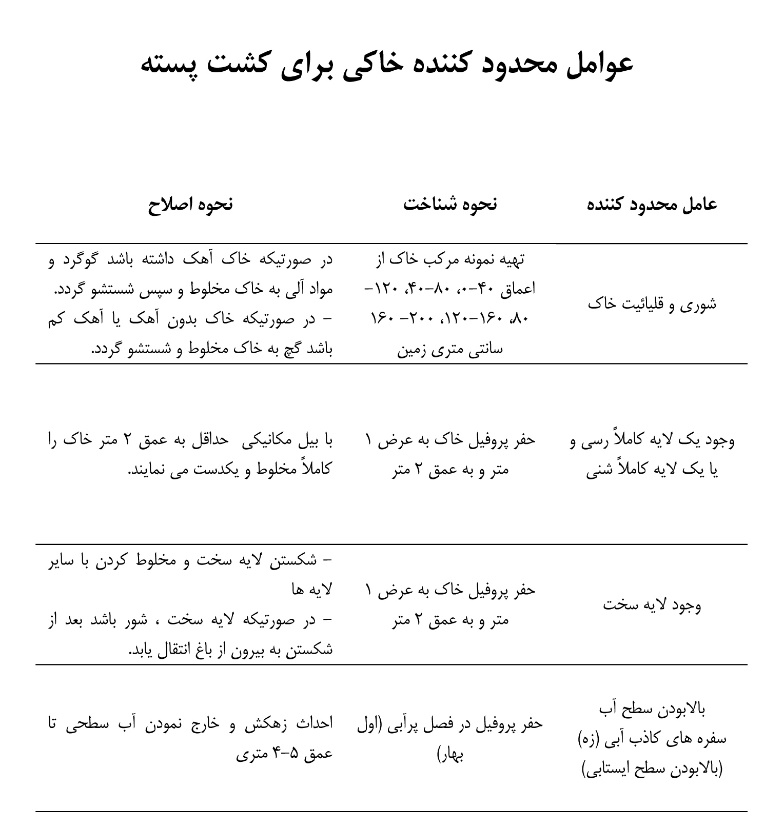 عوامل محدود کننده خاکی برای کشت پسته
عامل محدود کننده
نحوه شناخت
نحوه اصلاح
شوری و قلیائیت خاک
تهیه نمونه مرکب خاک از
اعماق ۴۰-۰، ۸۰-۴۰، ۱۲۰-
۸۰، ۱۶۰-۱۲۰، ۲۰۰- ۱۶۰
سانتی متری زمین
در صورتیکه خاک آهک داشته باشد گوگرد و
مواد آلی به خاک مخلوط و سپس شستشو گردد.
- در صورتیکه خاک بدون آهک یا آهک کم
باشد گچ به خاک مخلوط و شستشو گردد.
وجود یک لایه کاملاً رسی و
یا یک لایه کاملاً شنی
حفر پروفیل خاک به عرض ۱
متر و به عمق ۲ متر
با بیل مکانیکی حداقل به عمق ۲ متر خاک را
کاملاً مخلوط و یکدست می نمایند.
وجود لایه سخت
حفر پروفیل خاک به عرض ۱
متر و به عمق ۲ متر
- شکستن لایه سخت و مخلوط کردن با سایر
لایه ها
- در صورتیکه لایه سخت ، شور باشد بعد از
شکستن به بیرون از باغ انتقال یابد.
بالابودن سطح آب
سفره های کاذب آبی (زه)
(بالابودن سطح ایستابی)
حفر پروفیل در فصل پرآبی (اول
بهار)
احداث زهکش و خارج نمودن آب سطحی تا
عمق ۵-۴ متری